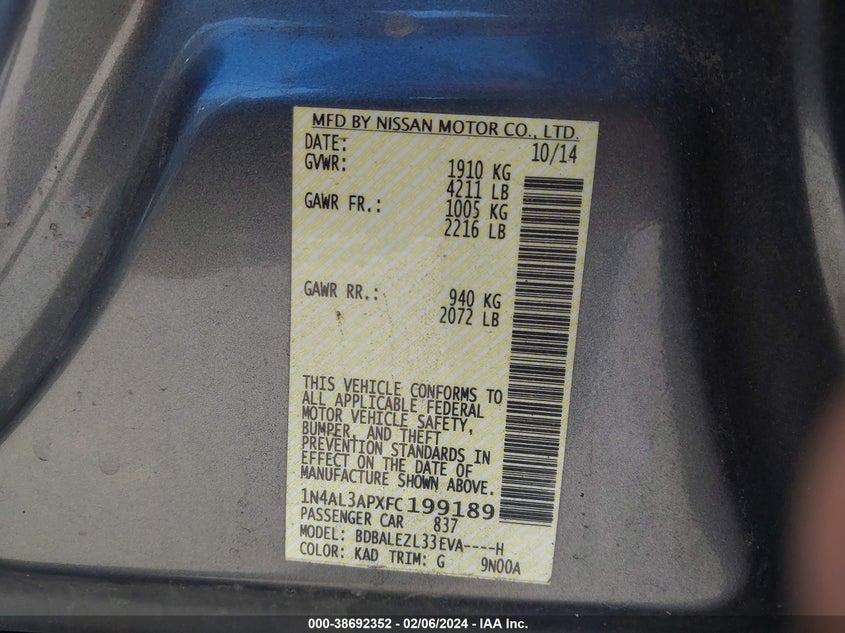 MFD BY NISSAN MOTOR CO., LTD.
DATE: 10/14
GVWR: 1910 KG
4211 LB
GAWR FR.: 1005 KG
2216 LB
GAWR RR.: 940 KG
2072 LB
THIS VEHICLE CONFORMS TO
ALL APPLICABLE FEDERAL
MOTOR VEHICLE SAFETY,
BUMPER, AND THEFT
PREVENTION STANDARDS IN
EFFECT ON THE DATE OF
MANUFACTURE SHOWN ABOVE.
1N4AL3APXFC199189
PASSENGER CAR 837
MODEL: BDBALEZL33EVA----H
COLOR: KAD TRIM: G 9N00A
000-38692352 - 02/06/2024 - IAA Inc.